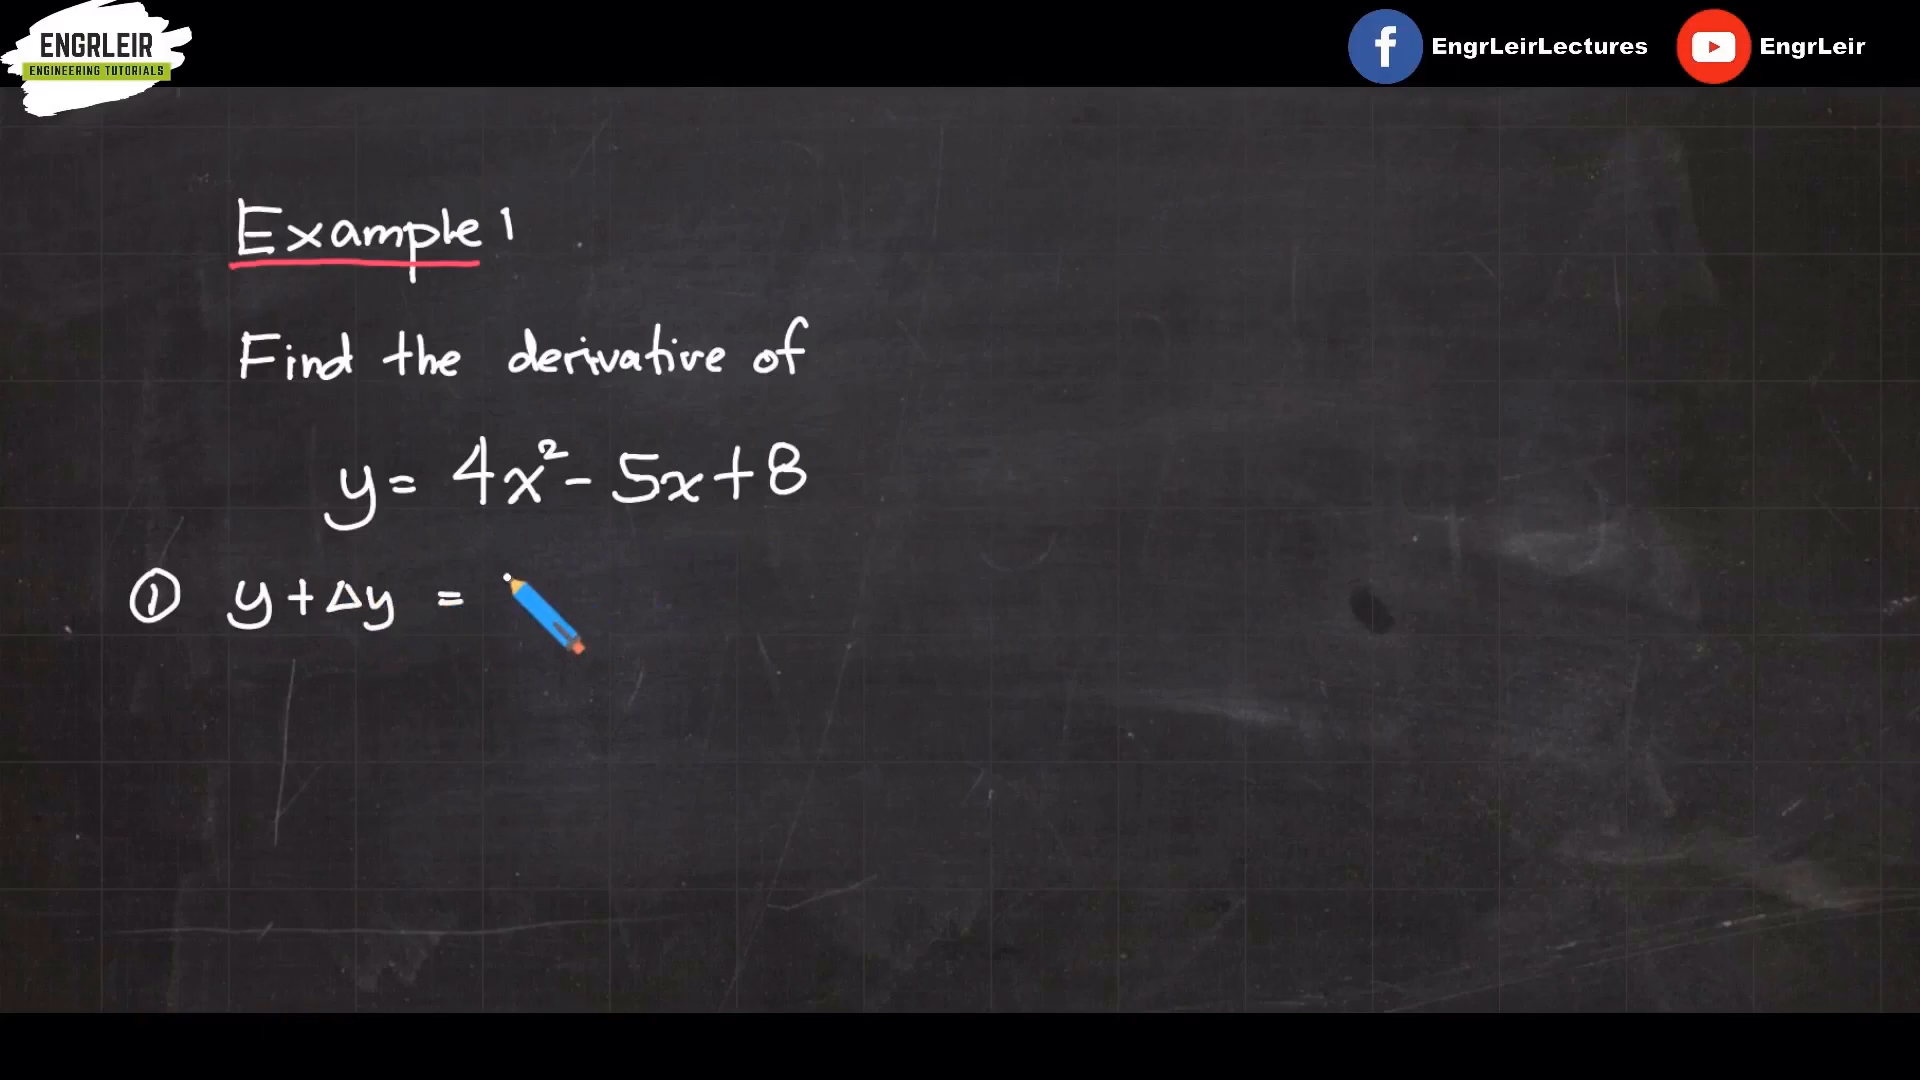 ENGRLEIR
ENGINEERING TUTORIALS
EngrLeirLectures
EngrLeir
Example 1
Find the derivative of
y = 4x² - 5x + 8
① y + Δy =